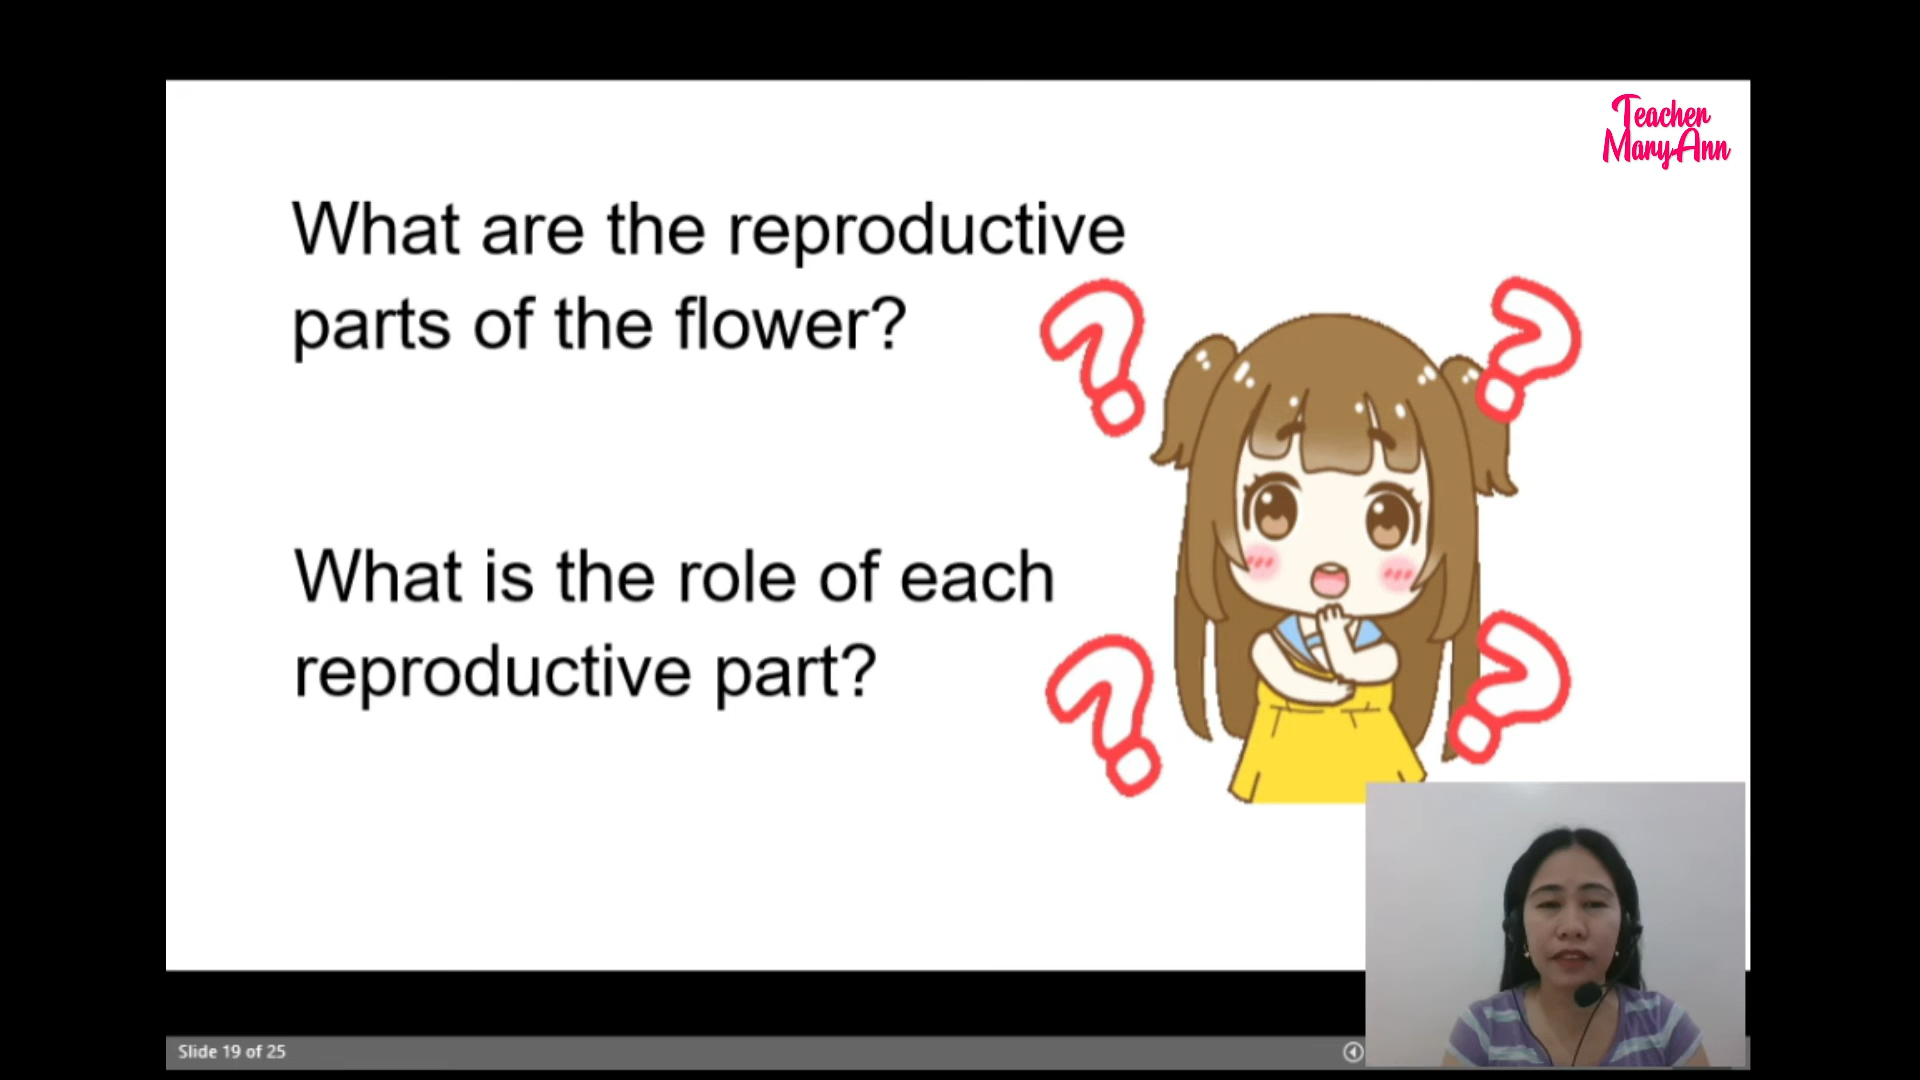 Teacher
MaryAnn
What are the reproductive
parts of the flower?
What is the role of each
reproductive part?
Slide 19 of 25